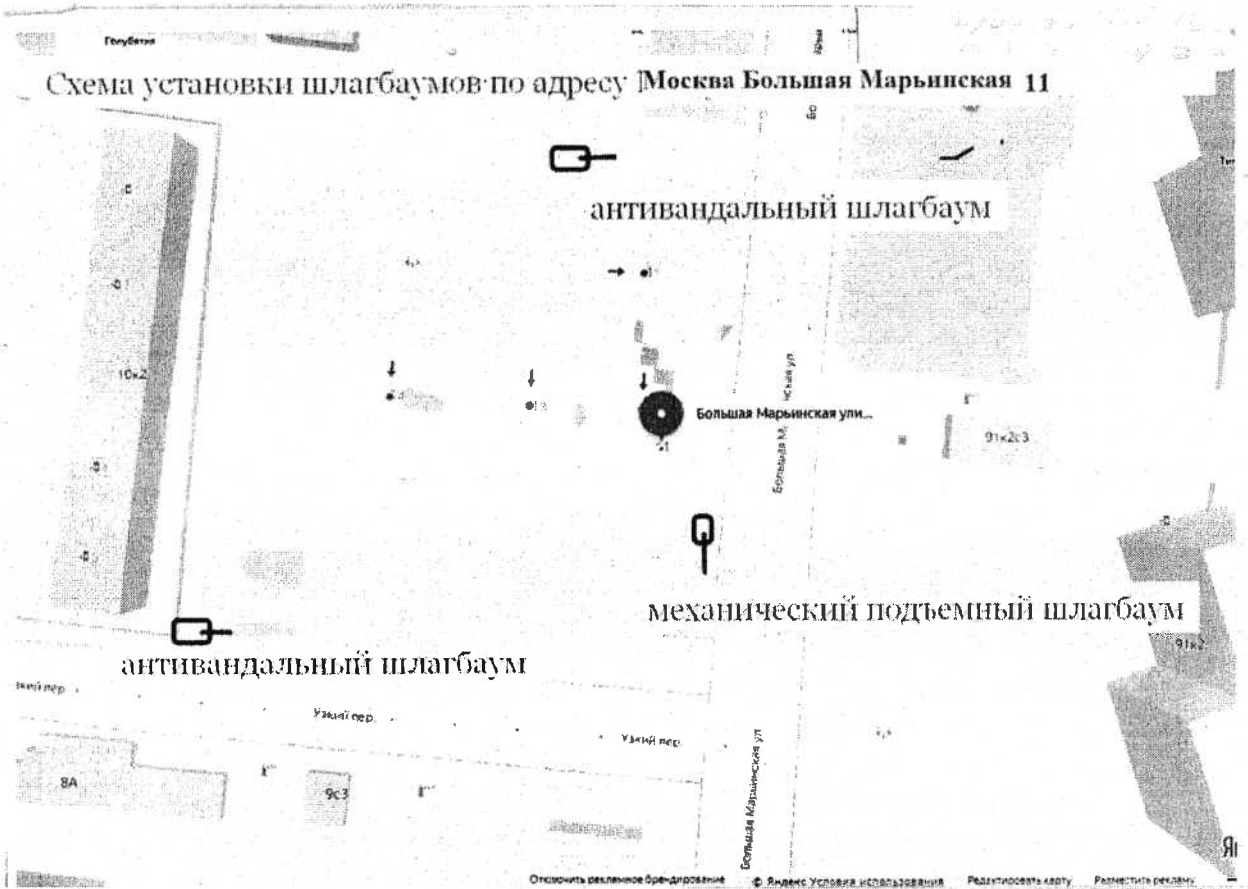 Голубятня
Схема установки шлагбаумов по адресу Москва Большая Марьинская 11
антивандальный шлагбаум
10к2
Большая Марьинская ули...
91к2с3
механический подъемный шлагбаум
91к2
антивандальный шлагбаум
Узкий пер.
Узкий пер.
Большая Марьинская ул
8А
9с3
Отключить рекламное брендирование © Яндекс Условия использования Редактировать карту Разместить рекламу